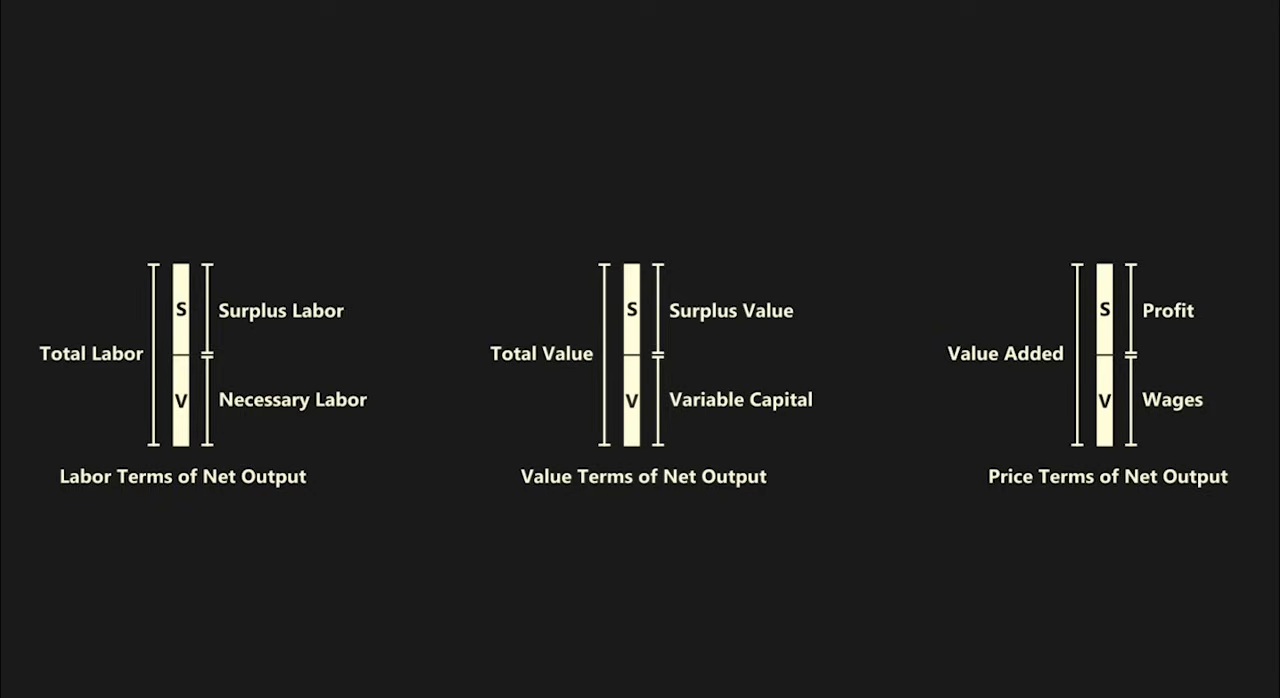 S
Surplus Labor
Total Labor
V
Necessary Labor
Labor Terms of Net Output
S
Surplus Value
Total Value
V
Variable Capital
Value Terms of Net Output
S
Profit
Value Added
V
Wages
Price Terms of Net Output